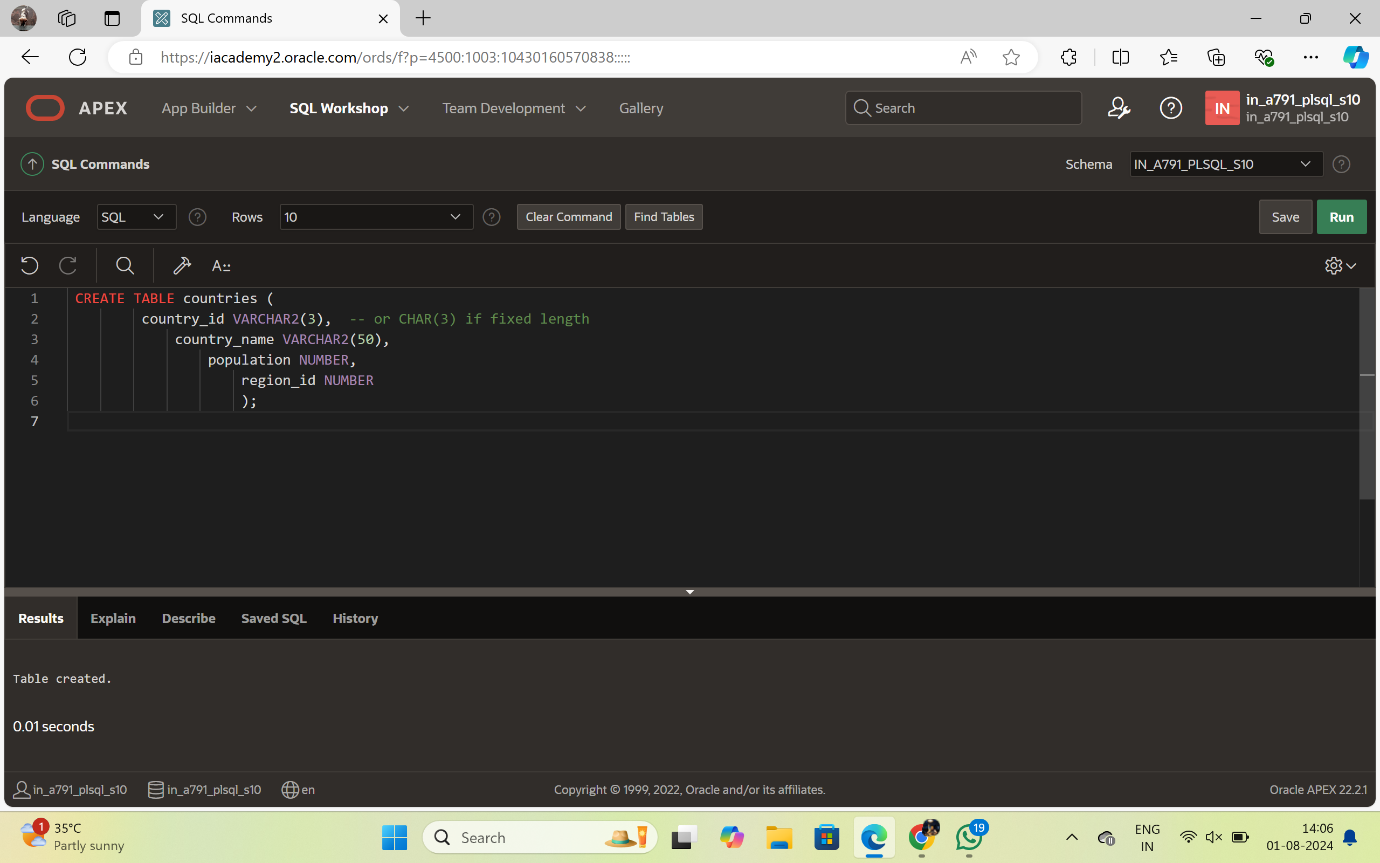 SQL Commands
https://iacademy2.oracle.com/ords/f?p=4500:1003:10430160570838:::::
APEX App Builder SQL Workshop Team Development Gallery Search IN in_a791_plsql_s10
in_a791_plsql_s10
SQL Commands Schema IN_A791_PLSQL_S10
Language SQL Rows 10 Clear Command Find Tables Save Run
1 CREATE TABLE countries (
2 country_id VARCHAR2(3), -- or CHAR(3) if fixed length
3 country_name VARCHAR2(50),
4 population NUMBER,
5 region_id NUMBER
6 );
7
Results Explain Describe Saved SQL History
Table created.
0.01 seconds
in_a791_plsql_s10 in_a791_plsql_s10 en Copyright © 1999, 2022, Oracle and/or its affiliates. Oracle APEX 22.2.1
1 35°C Partly sunny Search 19 ENG IN 14:06 01-08-2024